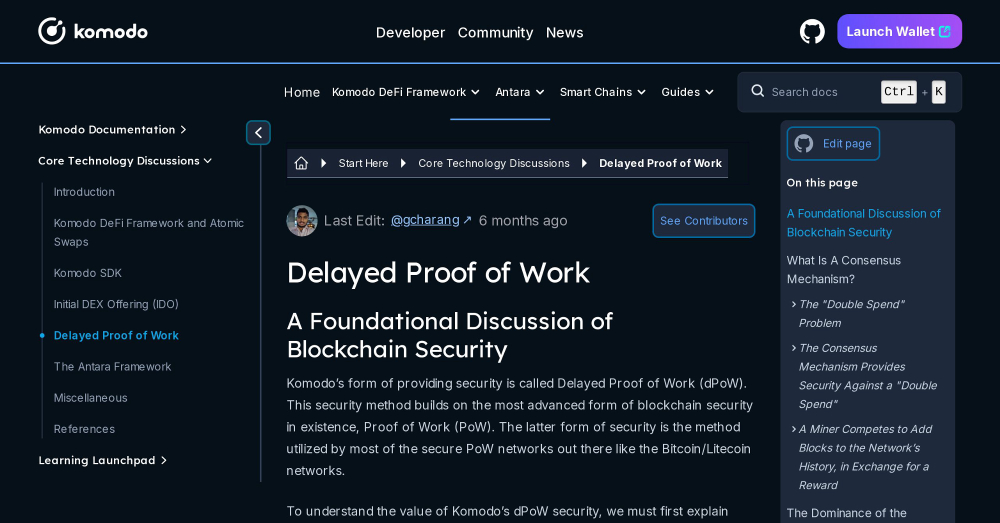 komodo
Developer Community News
Launch Wallet
Home Komodo DeFi Framework Antara Smart Chains Guides
Search docs Ctrl + K
Komodo Documentation
Core Technology Discussions
Introduction
Komodo DeFi Framework and Atomic
Swaps
Komodo SDK
Initial DEX Offering (IDO)
Delayed Proof of Work
The Antara Framework
Miscellaneous
References
Learning Launchpad
Start Here Core Technology Discussions Delayed Proof of Work
Last Edit: @gcharang ↗ 6 months ago
See Contributors
Delayed Proof of Work
A Foundational Discussion of
Blockchain Security
Komodo's form of providing security is called Delayed Proof of Work (dPoW).
This security method builds on the most advanced form of blockchain security
in existence, Proof of Work (PoW). The latter form of security is the method
utilized by most of the secure PoW networks out there like the Bitcoin/Litecoin
networks.
To understand the value of Komodo's dPoW security, we must first explain
Edit page
On this page
A Foundational Discussion of
Blockchain Security
What Is A Consensus
Mechanism?
The "Double Spend"
Problem
The Consensus
Mechanism Provides
Security Against a "Double
Spend"
A Miner Competes to Add
Blocks to the Network's
History, in Exchange for a
Reward
The Dominance of the